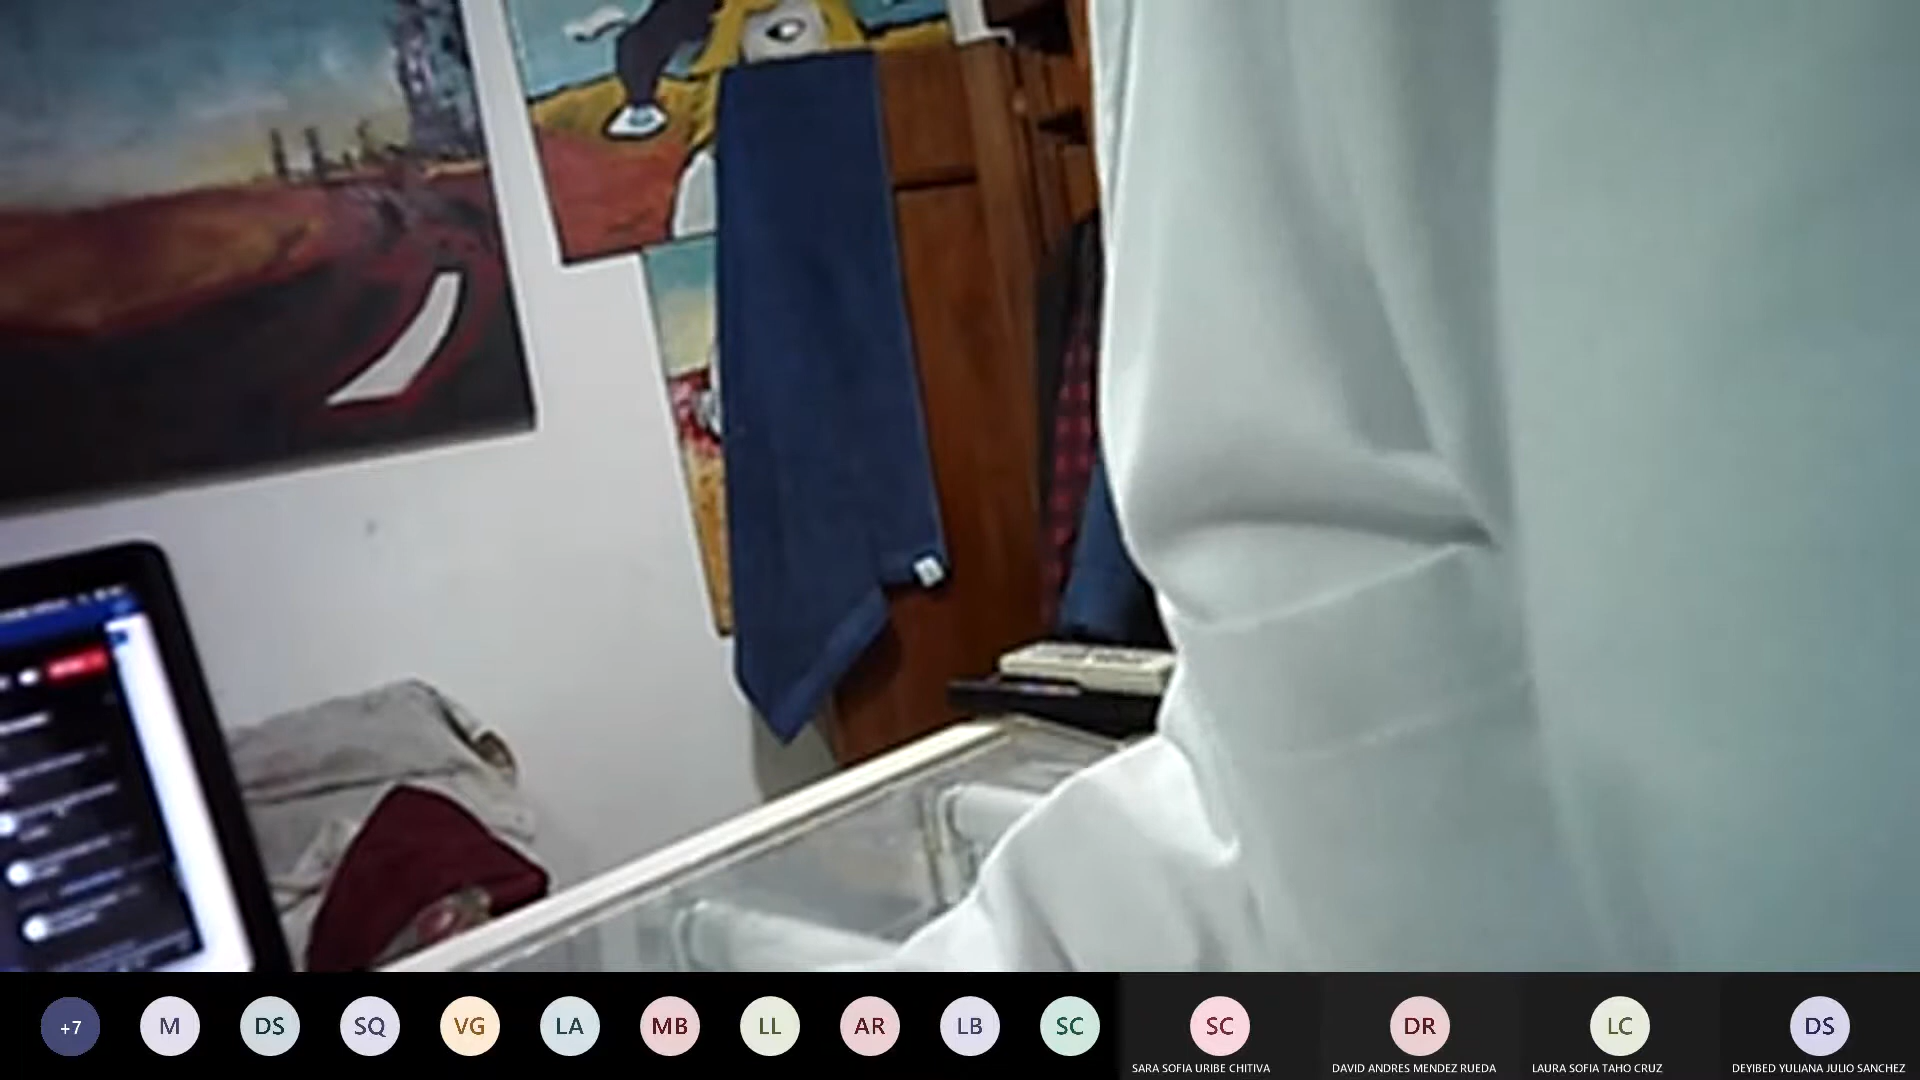 +7
M
DS
SQ
VG
LA
MB
LL
AR
LB
SC
SC
DR
LC
DS
SARA SOFIA URIBE CHITIVA
DAVID ANDRES MENDEZ RUEDA
LAURA SOFIA TAHO CRUZ
DEYIBED YULIANA JULIO SANCHEZ